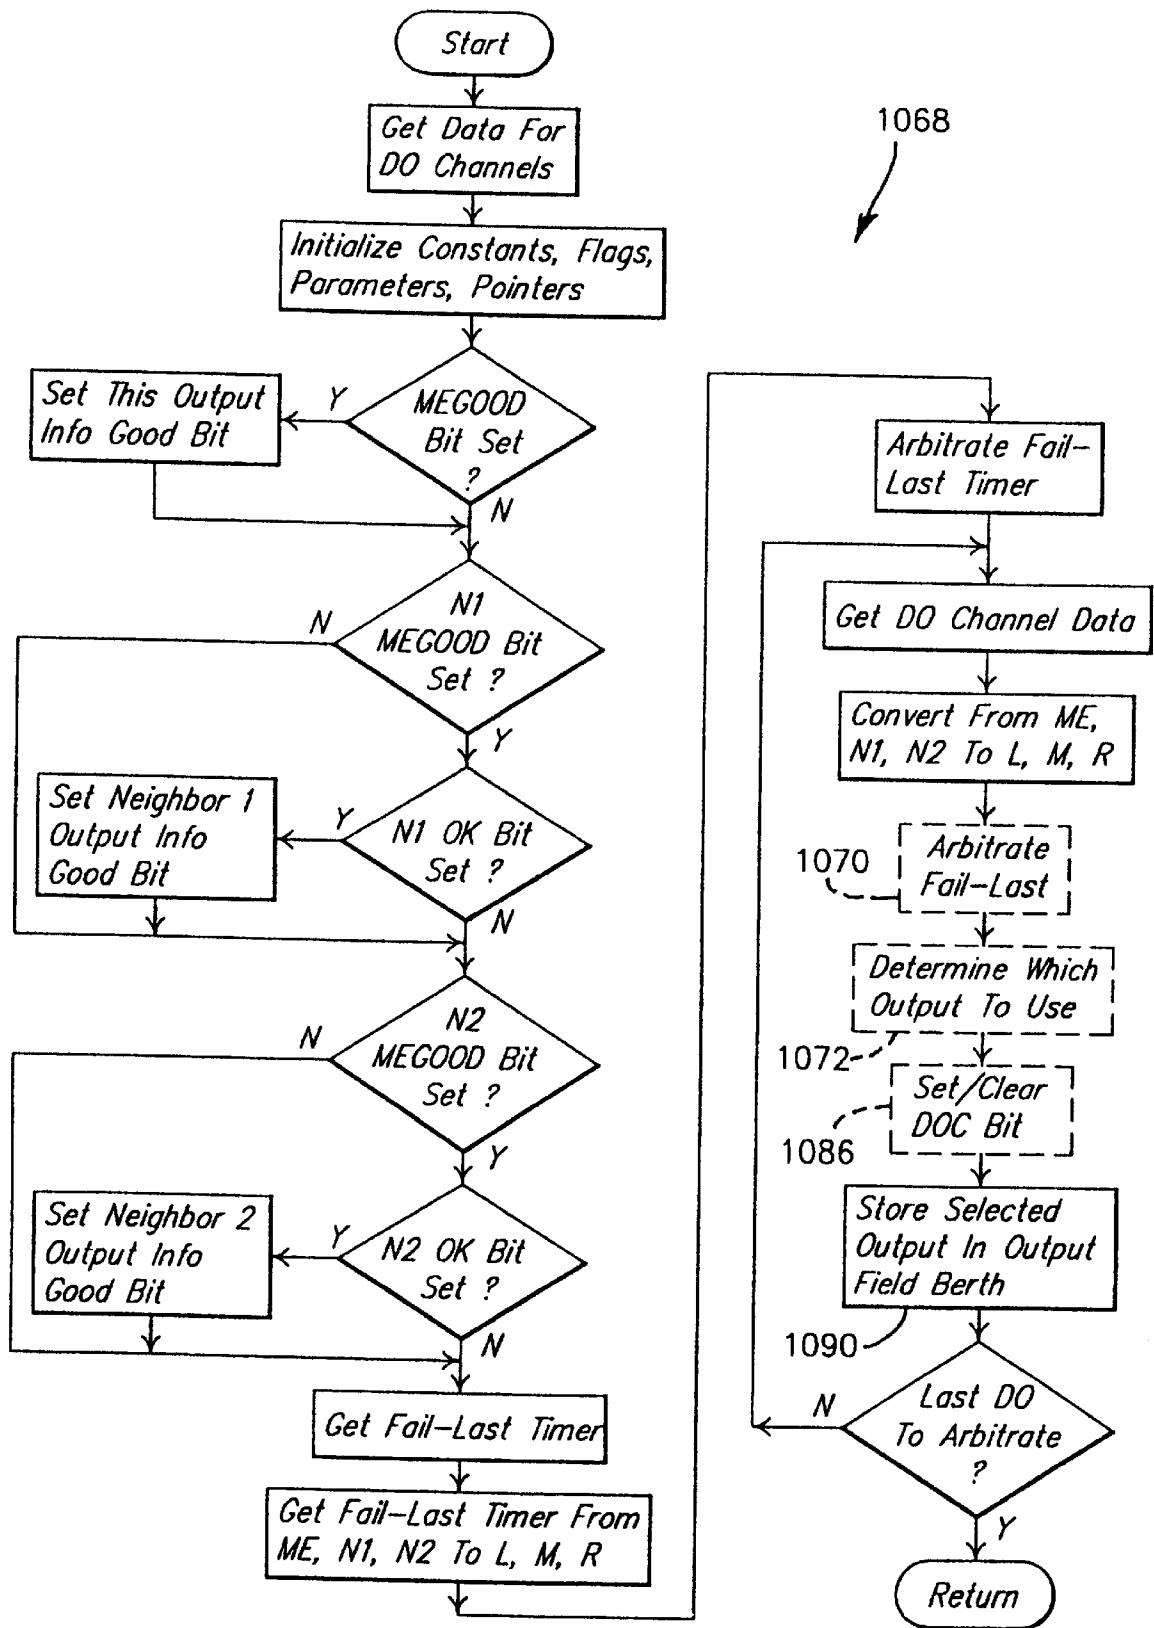 Start
Get Data For
DO Channels
Initialize Constants, Flags,
Parameters, Pointers
MEGOOD
Bit Set
?
Y
N
Set This Output
Info Good Bit
N1
MEGOOD Bit
Set ?
N
Y
N1 OK Bit
Set ?
Y
N
Set Neighbor 1
Output Info
Good Bit
N2
MEGOOD Bit
Set ?
N
Y
N2 OK Bit
Set ?
Y
N
Set Neighbor 2
Output Info
Good Bit
Get Fail-Last Timer
Get Fail-Last Timer From
ME, N1, N2 To L, M, R
1068
Arbitrate Fail-
Last Timer
Get DO Channel Data
Convert From ME,
N1, N2 To L, M, R
Arbitrate
Fail-Last
1070
Determine Which
Output To Use
1072
Set/Clear
DOC Bit
1086
Store Selected
Output In Output
Field Berth
1090
Last DO
To Arbitrate
?
N
Y
Return